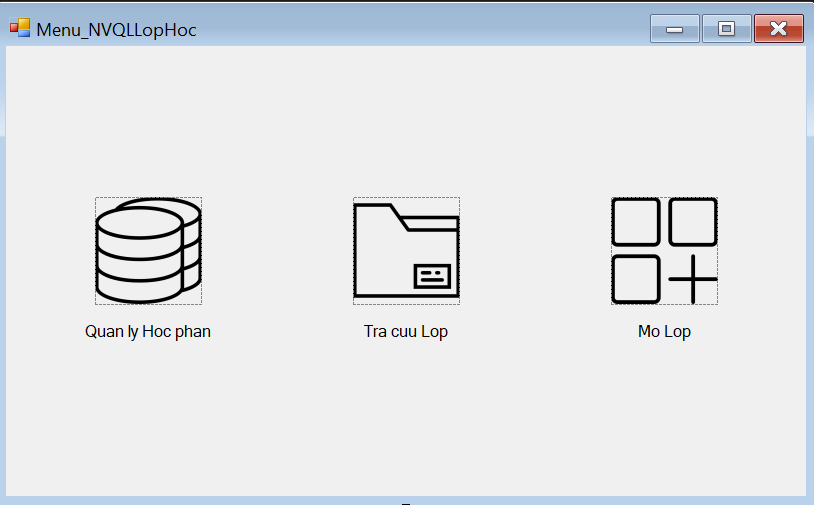 Menu_NVQLLopHoc
Quan ly Hoc phan
Tra cuu Lop
Mo Lop